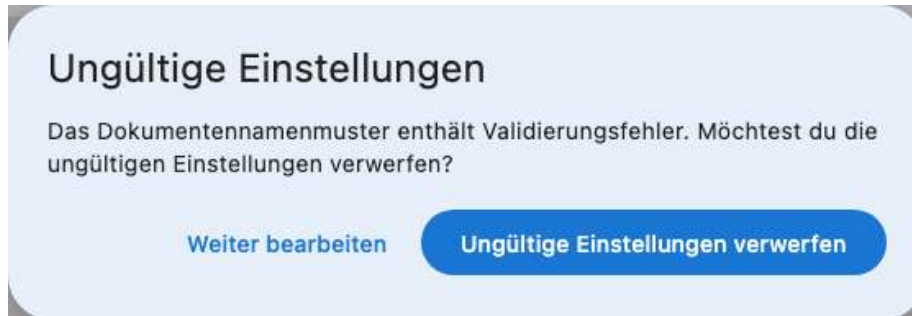 Ungültige Einstellungen
Das Dokumentennamenmuster enthält Validierungsfehler. Möchtest du die
ungültigen Einstellungen verwerfen?
Weiter bearbeiten
Ungültige Einstellungen verwerfen